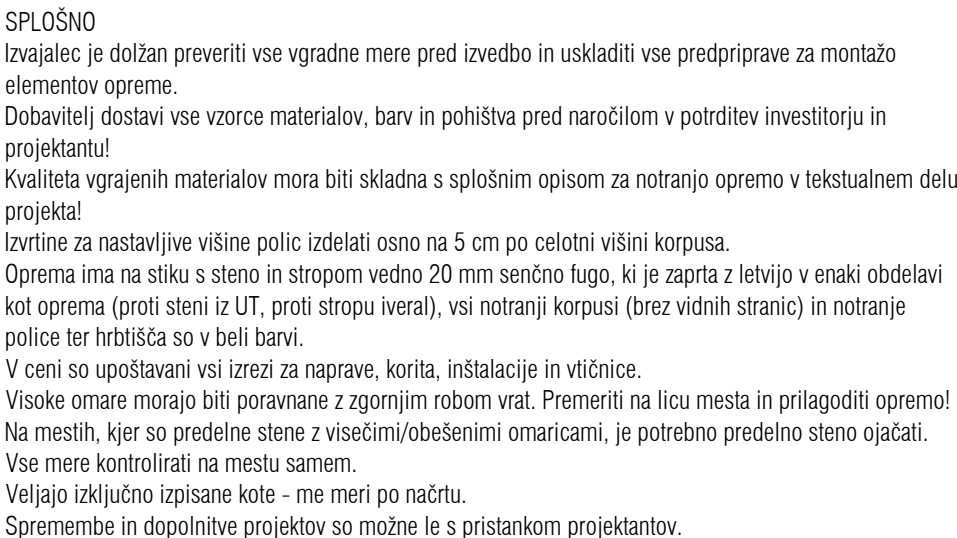 SPLOŠNO
Izvajalec je dolžan preveriti vse vgradne mere pred izvedbo in uskladiti vse predpriprave za montažo
elementov opreme.
Dobavitelj dostavi vse vzorce materialov, barv in pohištva pred naročilom v potrditev investitorju in
projektantu!
Kvaliteta vgrajenih materialov mora biti skladna s splošnim opisom za notranjo opremo v tekstualnem delu
projekta!
Izvrtine za nastavljive višine polic izdelati osno na 5 cm po celotni višini korpusa.
Oprema ima na stiku s steno in stropom vedno 20 mm senčno fugo, ki je zaprta z letvijo v enaki obdelavi
kot oprema (proti steni iz UT, proti stropu iveral), vsi notranji korpusi (brez vidnih stranic) in notranje
police ter hrbtišča so v beli barvi.
V ceni so upoštavani vsi izrezi za naprave, korita, inštalacije in vtičnice.
Visoke omare morajo biti poravnane z zgornjim robom vrat. Premeriti na licu mesta in prilagoditi opremo!
Na mestih, kjer so predelne stene z visečimi/obešenimi omaricami, je potrebno predelno steno ojačati.
Vse mere kontrolirati na mestu samem.
Veljajo izključno izpisane kote - me meri po načrtu.
Spremembe in dopolnitve projektov so možne le s pristankom projektantov.